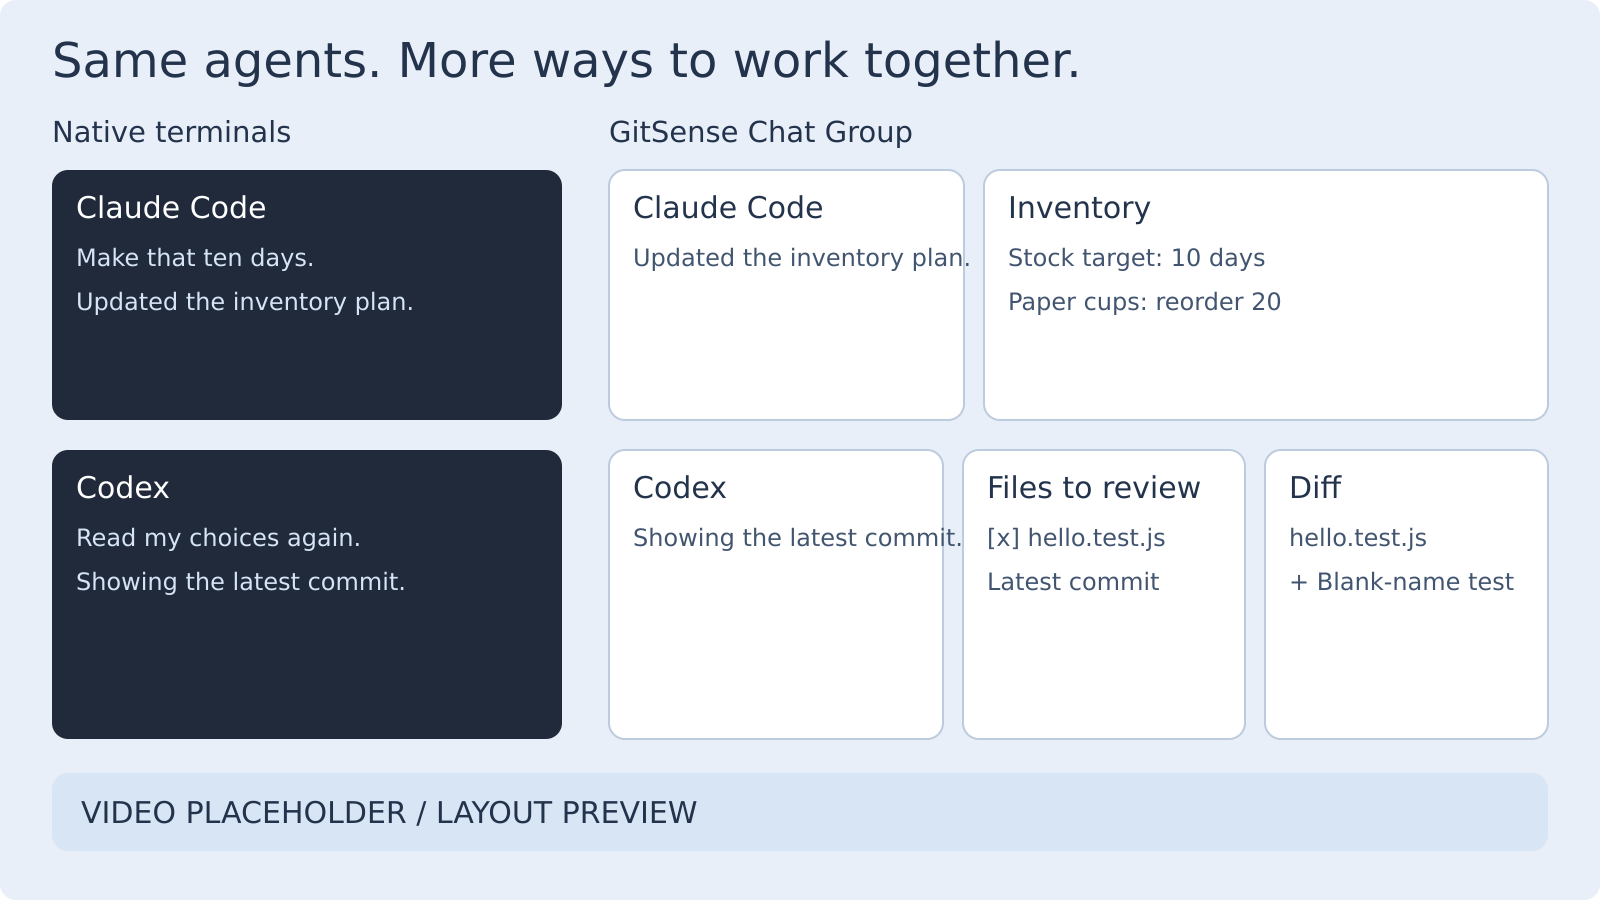 Same agents. More ways to work together.
Native terminals
GitSense Chat Group
Claude Code
Make that ten days.
Updated the inventory plan.
Claude Code
Updated the inventory plan.
Inventory
Stock target: 10 days
Paper cups: reorder 20
Codex
Read my choices again.
Showing the latest commit.
Codex
Showing the latest commit.
Files to review
[x] hello.test.js
Latest commit
Diff
hello.test.js
+ Blank-name test
VIDEO PLACEHOLDER / LAYOUT PREVIEW